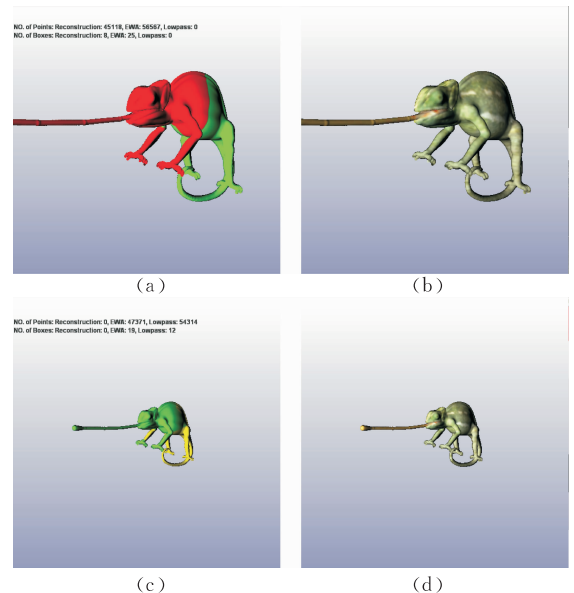 NO. of Points: Reconstruction: 45118, EWA: 56567, Lowpass: 0
NO. of Boxes: Reconstruction: 8, EWA: 25, Lowpass: 0
(a)
(b)
NO. of Points: Reconstruction: 0, EWA: 47371, Lowpass: 54314
NO. of Boxes: Reconstruction: 0, EWA: 19, Lowpass: 12
(c)
(d)